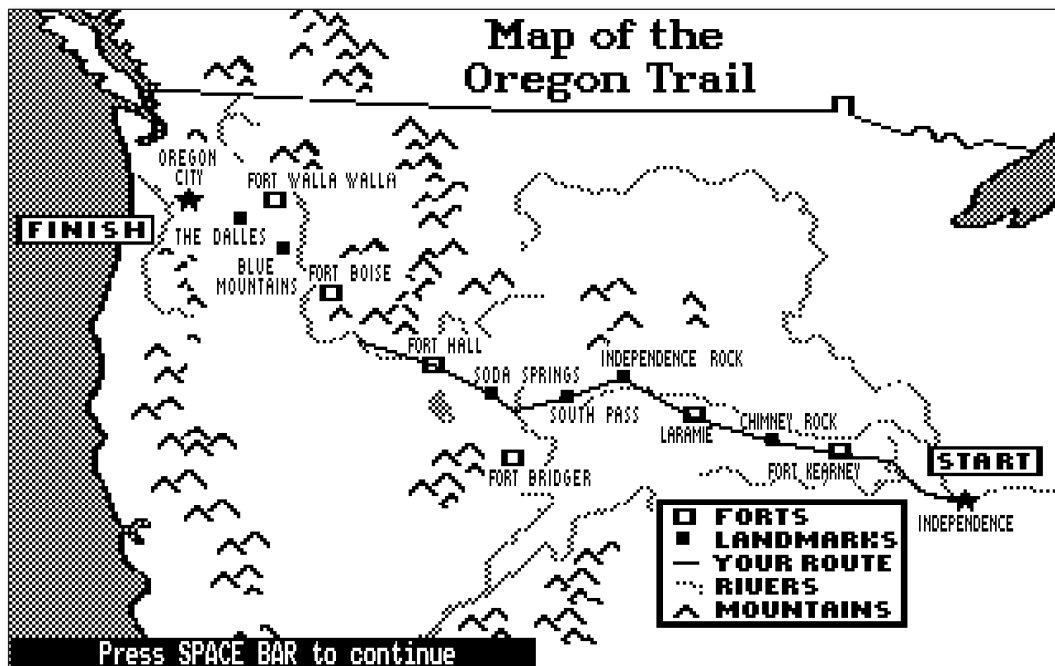 Map of the
Oregon Trail
OREGON
CITY
FORT WALLA WALLA
FINISH
THE DALLES
BLUE
MOUNTAINS
FORT BOISE
FORT HALL
SODA SPRINGS
INDEPENDENCE ROCK
SOUTH PASS
LARAMIE
CHIMNEY ROCK
FORT KEARNEY
FORT BRIDGER
START
INDEPENDENCE
FORTS
LANDMARKS
YOUR ROUTE
RIVERS
MOUNTAINS
Press SPACE BAR to continue